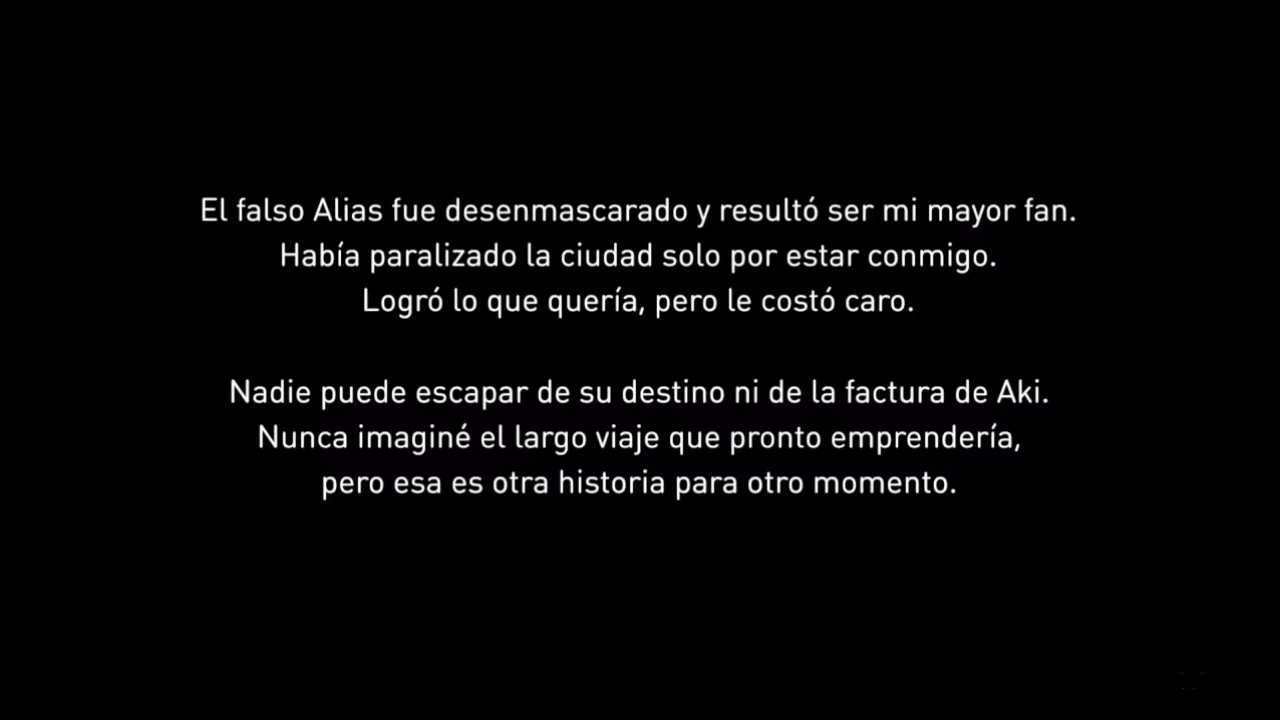 El falso Alias fue desenmascarado y resultó ser mi mayor fan.
Había paralizado la ciudad solo por estar conmigo.
Logró lo que quería, pero le costó caro.
Nadie puede escapar de su destino ni de la factura de Aki.
Nunca imaginé el largo viaje que pronto emprendería,
pero esa es otra historia para otro momento.